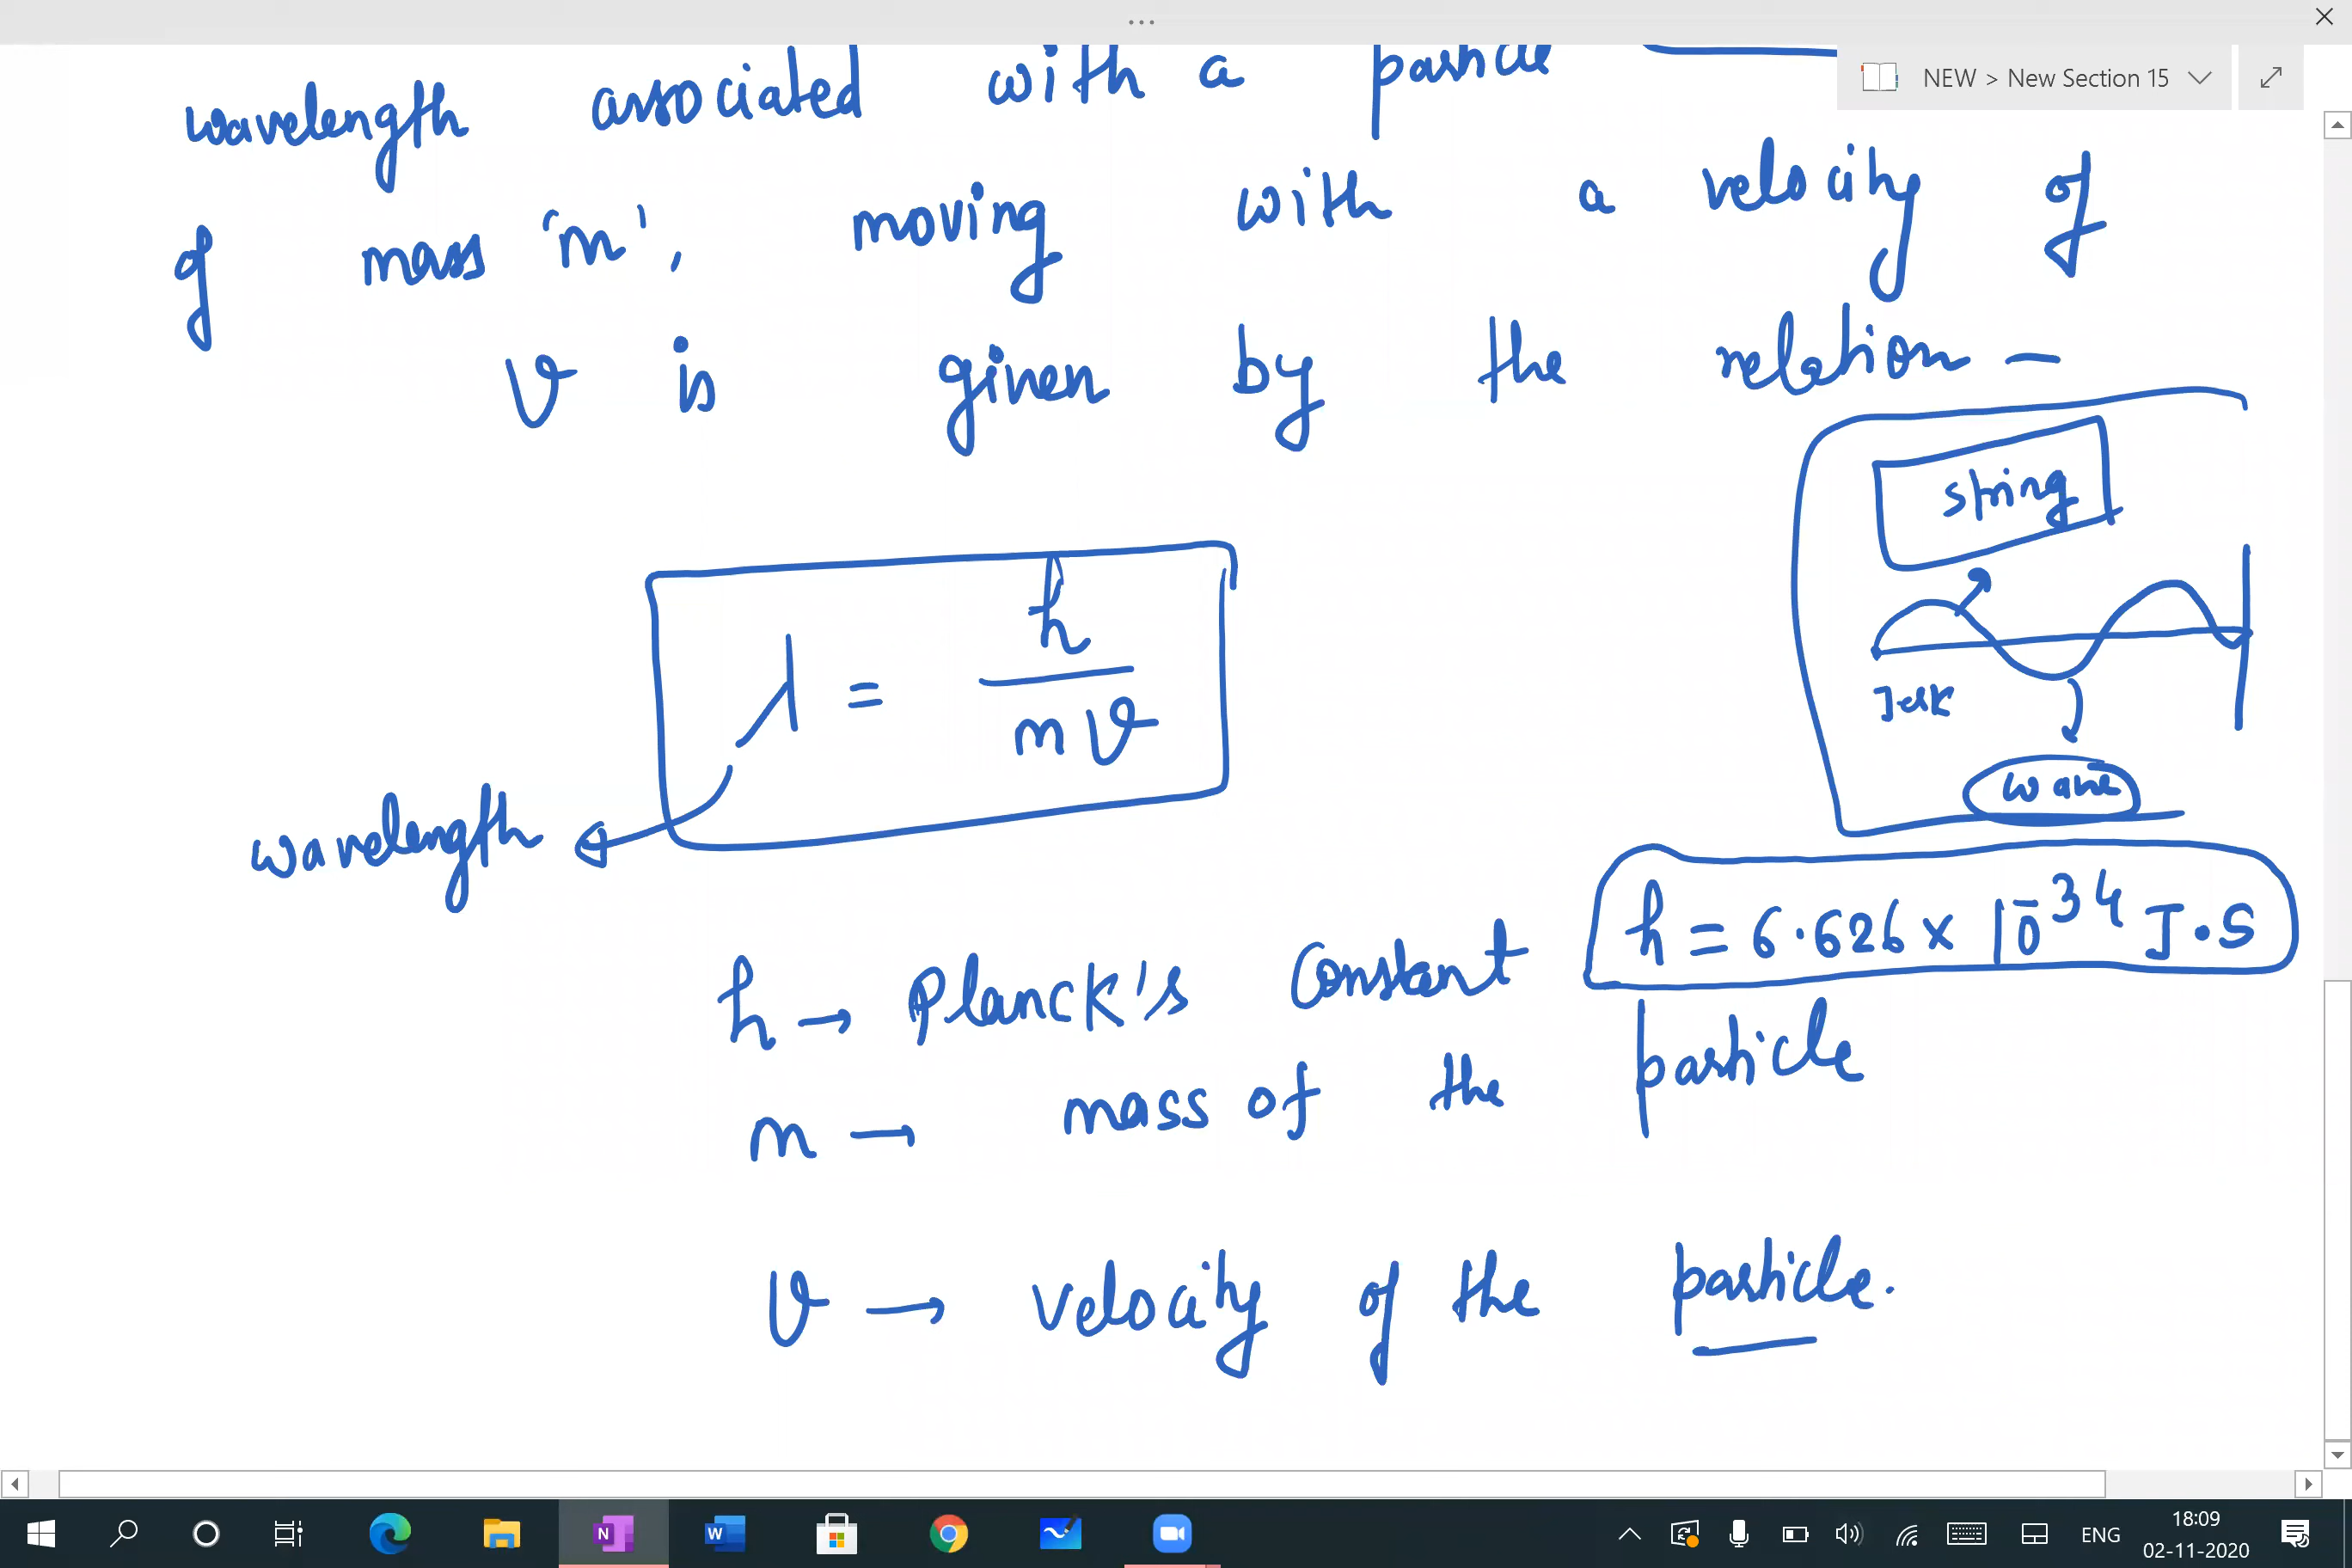 NEW > New Section 15
wavelength associated with a particle
of mass 'm', moving with a velocity of
v is given by the relation —
string
λ = h / mv
Jerk
wave
wavelength
h = 6.626 × 10⁻³⁴ J·S
h → Planck's Constant
m → mass of the particle
v → velocity of the particle.
ENG
18:09
02-11-2020